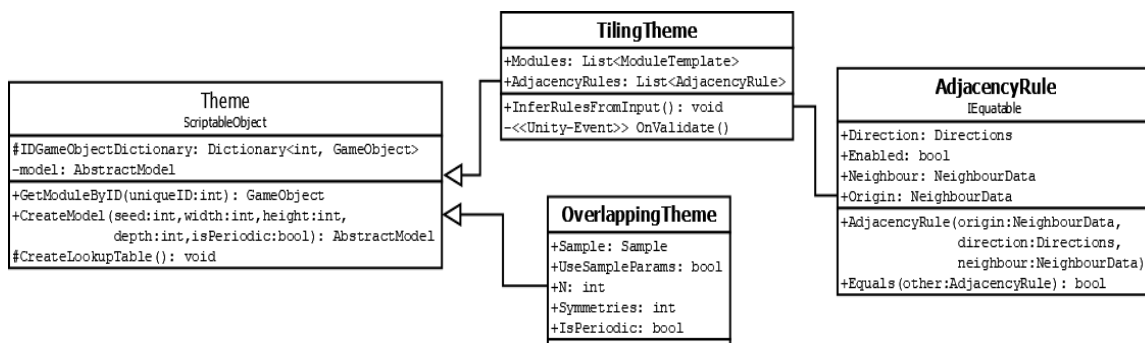 Theme
ScriptableObject
#IDGameObjectDictionary: Dictionary<int, GameObject>
-model: AbstractModel
+GetModuleByID(uniqueID:int): GameObject
+CreateModel(seed:int,width:int,height:int,
depth:int,isPeriodic:bool): AbstractModel
#CreateLookupTable(): void
TilingTheme
+Modules: List<ModuleTemplate>
+AdjacencyRules: List<AdjacencyRule>
+InferRulesFromInput(): void
-<<Unity-Event>> OnValidate()
OverlappingTheme
+Sample: Sample
+UseSampleParams: bool
+N: int
+Symmetries: int
+IsPeriodic: bool
AdjacencyRule
IEquatable
+Direction: Directions
+Enabled: bool
+Neighbour: NeighbourData
+Origin: NeighbourData
+AdjacencyRule(origin:NeighbourData,
direction:Directions,
neighbour:NeighbourData)
+Equals(other:AdjacencyRule): bool